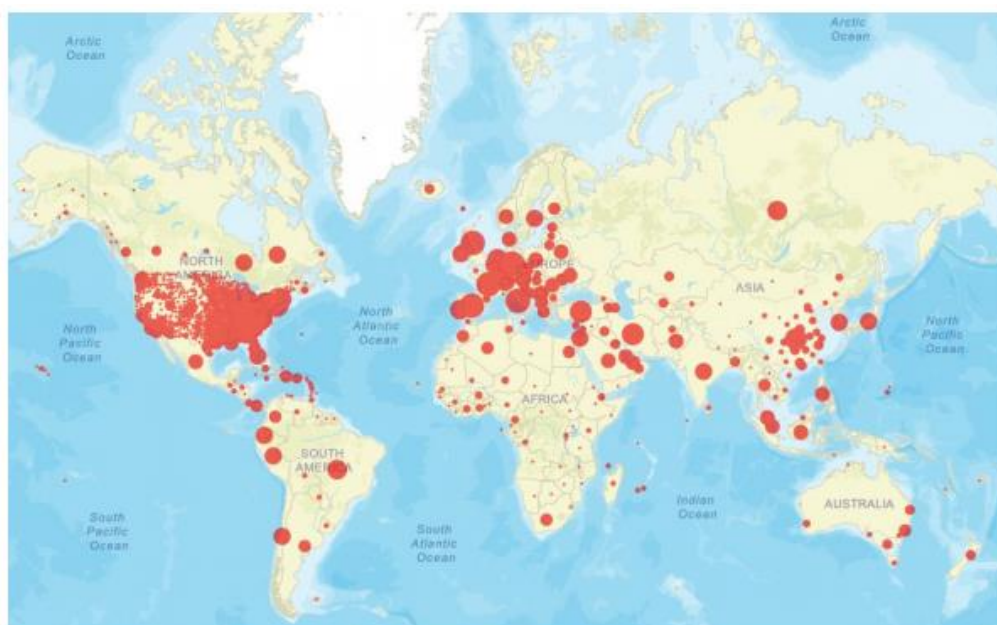 Arctic
Ocean
Arctic
Ocean
NORTH
AMERICA
EUROPE
ASIA
North
Pacific
Ocean
North
Atlantic
Ocean
North
Pacific
Ocean
AFRICA
SOUTH
AMERICA
Indian
Ocean
AUSTRALIA
South
Pacific
Ocean
South
Atlantic
Ocean